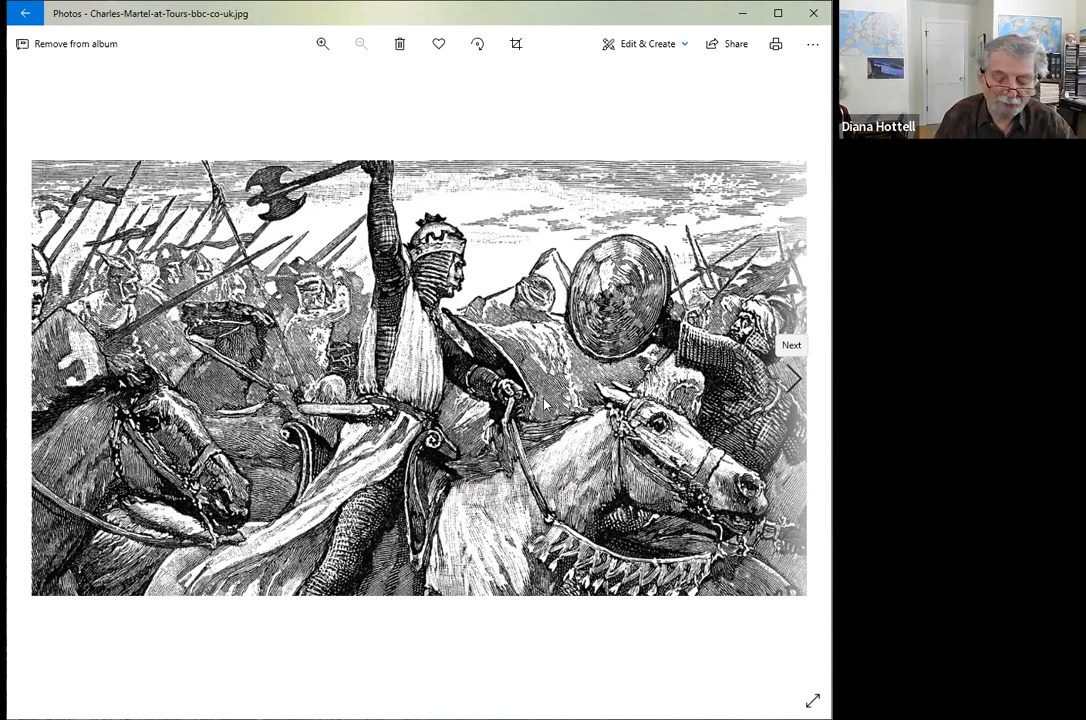 Photos - Charles-Martel-at-Tours-bbc-co-uk.jpg
Remove from album
Edit & Create
Share
Diana Hottell
Next